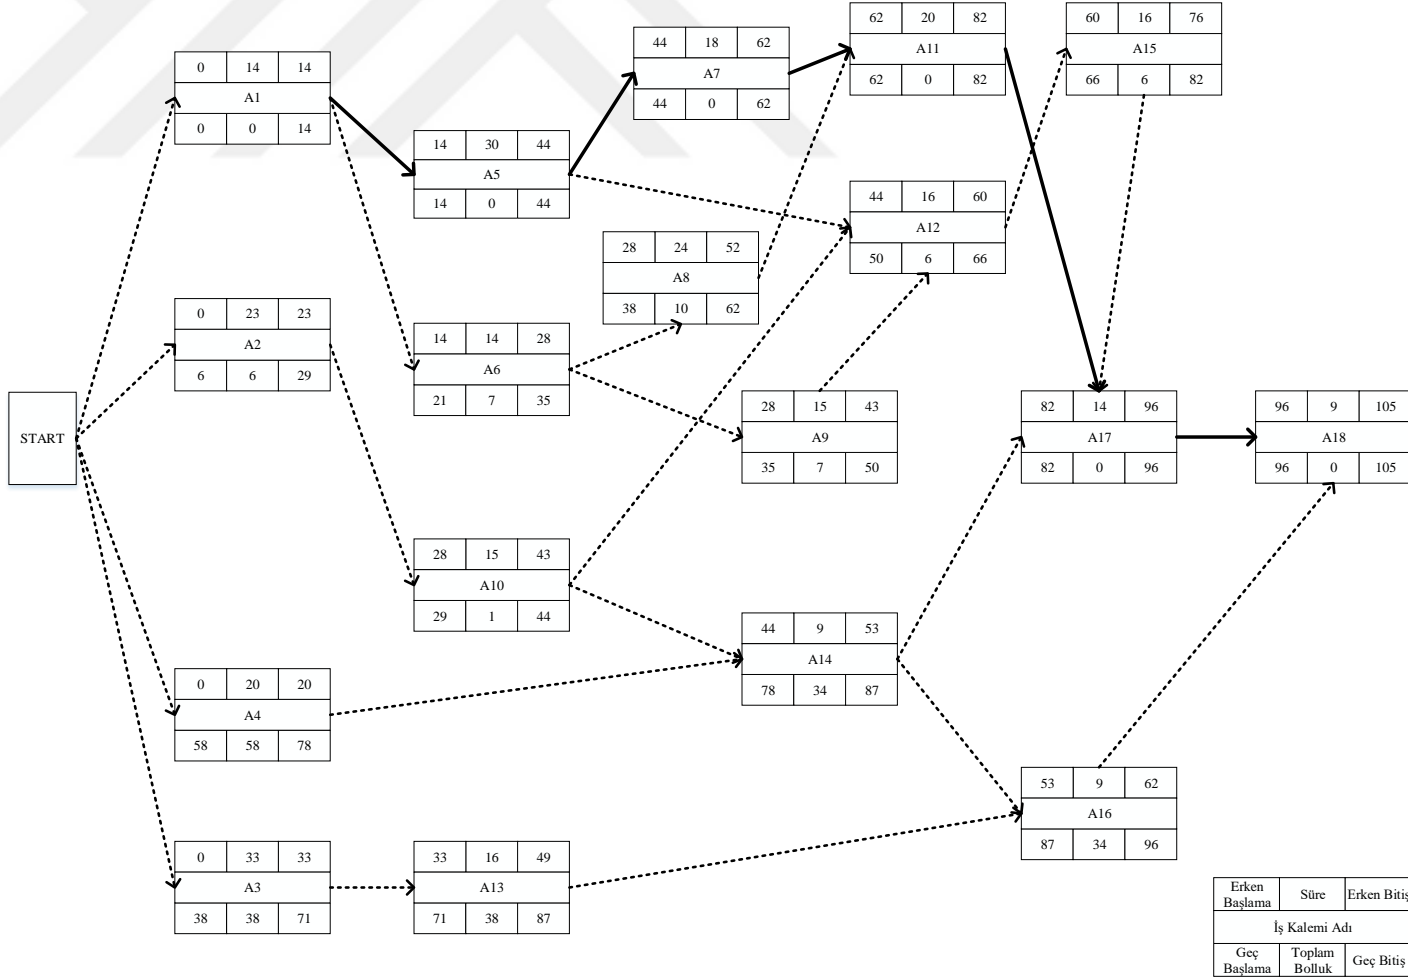 62 20 82
A11
62 0 82
60 16 76
A15
66 6 82
44 18 62
A7
44 0 62
0 14 14
A1
0 0 14
14 30 44
A5
14 0 44
44 16 60
A12
50 6 66
28 24 52
A8
38 10 62
0 23 23
A2
6 6 29
14 14 28
A6
21 7 35
START
28 15 43
A9
35 7 50
82 14 96
A17
82 0 96
96 9 105
A18
96 0 105
28 15 43
A10
29 1 44
44 9 53
A14
78 34 87
0 20 20
A4
58 58 78
53 9 62
A16
87 34 96
0 33 33
A3
38 38 71
33 16 49
A13
71 38 87
Erken
Başlama
Süre
Erken Bitiş
İş Kalemi Adı
Geç
Başlama
Toplam
Bolluk
Geç Bitiş